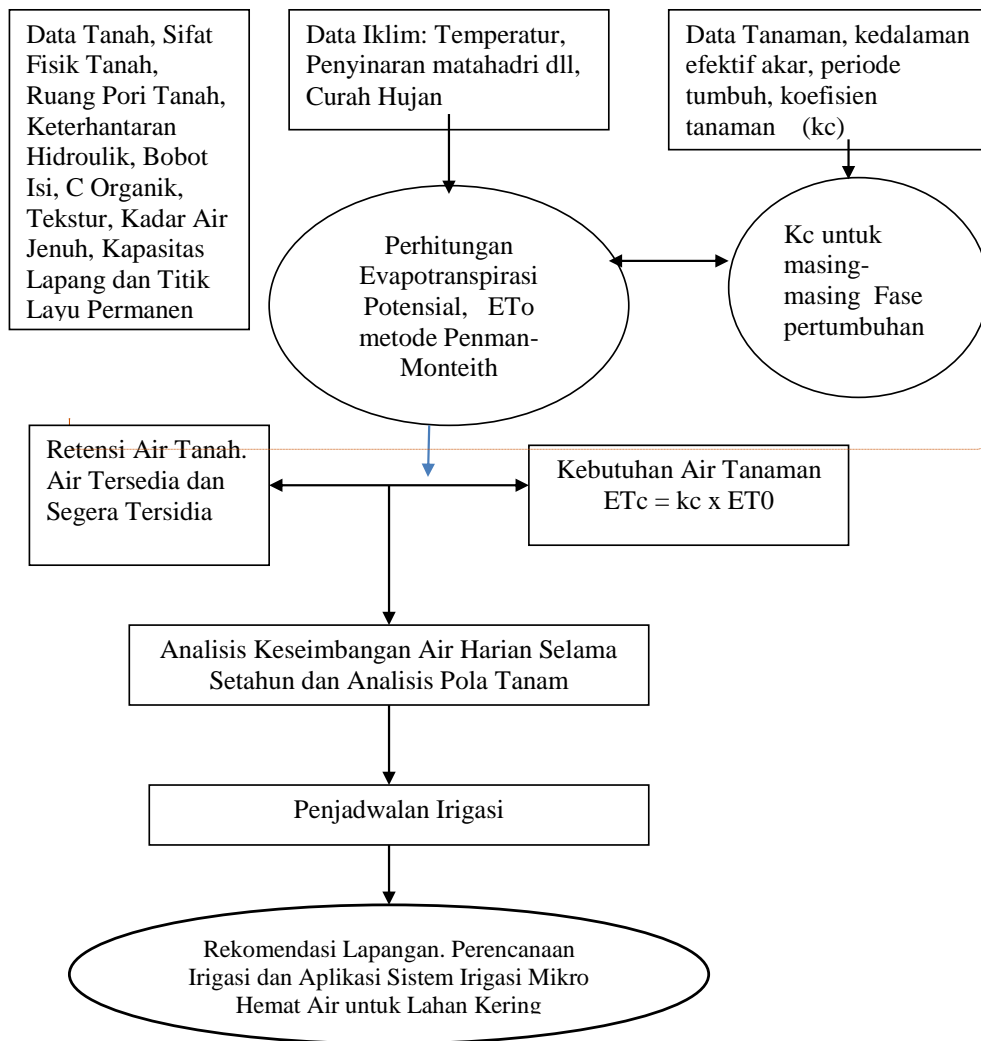 Data Tanah, Sifat
Fisik Tanah,
Ruang Pori Tanah,
Keterhantaran
Hidroulik, Bobot
Isi, C Organik,
Tekstur, Kadar Air
Jenuh, Kapasitas
Lapang dan Titik
Layu Permanen
Data Iklim: Temperatur,
Penyinaran matahadri dll,
Curah Hujan
Data Tanaman, kedalaman
efektif akar, periode
tumbuh, koefisien
tanaman (kc)
Perhitungan
Evapotranspirasi
Potensial, ETo
metode Penman-
Monteith
Kc untuk
masing-
masing Fase
pertumbuhan
Retensi Air Tanah.
Air Tersedia dan
Segera Tersidia
Kebutuhan Air Tanaman
ETc = kc x ET0
Analisis Keseimbangan Air Harian Selama
Setahun dan Analisis Pola Tanam
Penjadwalan Irigasi
Rekomendasi Lapangan. Perencanaan
Irigasi dan Aplikasi Sistem Irigasi Mikro
Hemat Air untuk Lahan Kering